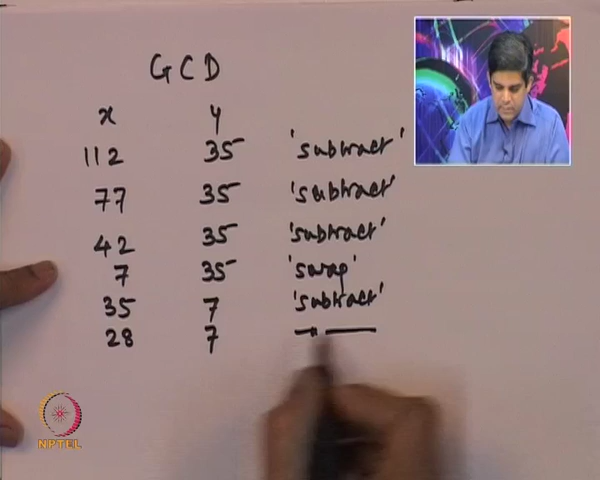 GCD
x y
112 35 'subtract'
77 35 'subtract'
42 35 'subtract'
7 35 'swap'
35 7 'subtract'
28 7 —"—
NPTEL